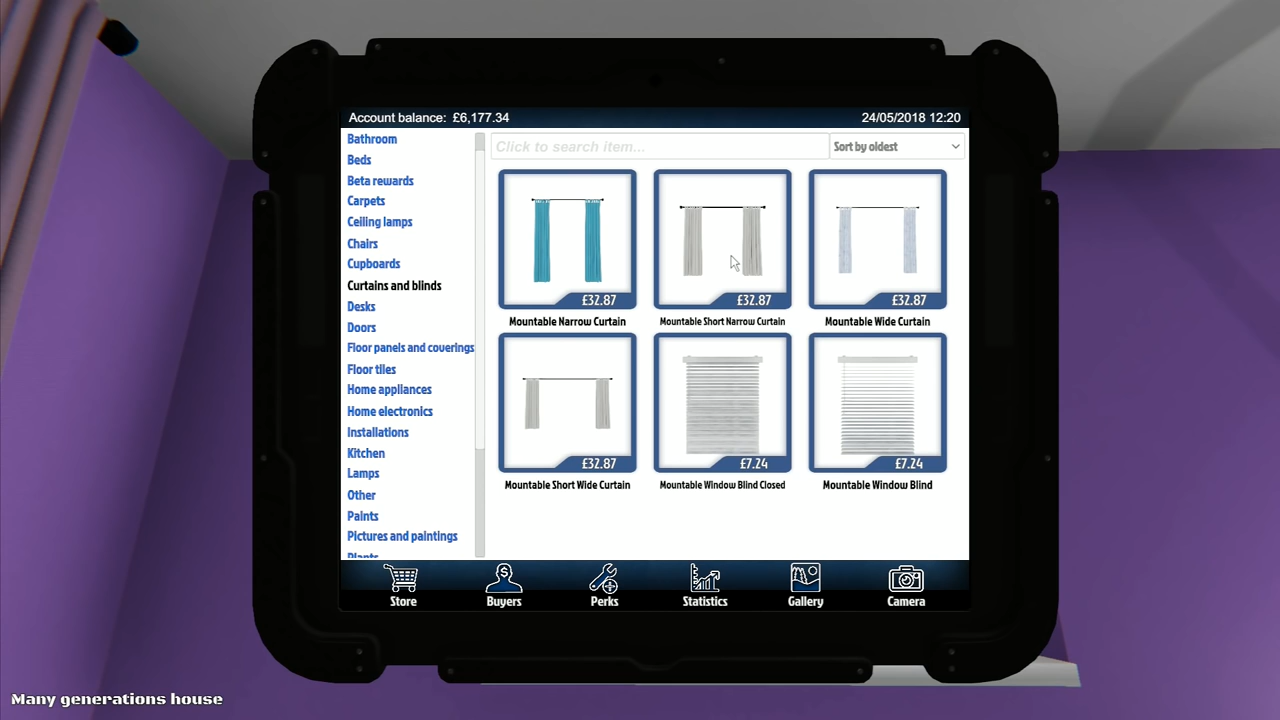 Account balance: £6,177.34
24/05/2018 12:20
Bathroom
Beds
Beta rewards
Carpets
Ceiling lamps
Chairs
Cupboards
Curtains and blinds
Desks
Doors
Floor panels and coverings
Floor tiles
Home appliances
Home electronics
Installations
Kitchen
Lamps
Other
Paints
Pictures and paintings
Plants
Click to search item...
Sort by oldest
£32.87
£32.87
£32.87
Mountable Narrow Curtain
Mountable Short Narrow Curtain
Mountable Wide Curtain
£32.87
£7.24
£7.24
Mountable Short Wide Curtain
Mountable Window Blind Closed
Mountable Window Blind
Store
Buyers
Perks
Statistics
Gallery
Camera
Many generations house